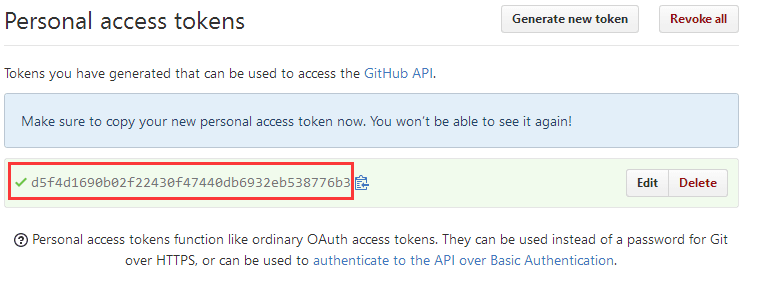 Personal access tokens
Generate new token
Revoke all
Tokens you have generated that can be used to access the GitHub API.
Make sure to copy your new personal access token now. You won't be able to see it again!
d5f4d1690b02f22430f47440db6932eb538776b3
Edit
Delete
Personal access tokens function like ordinary OAuth access tokens. They can be used instead of a password for Git
over HTTPS, or can be used to authenticate to the API over Basic Authentication.